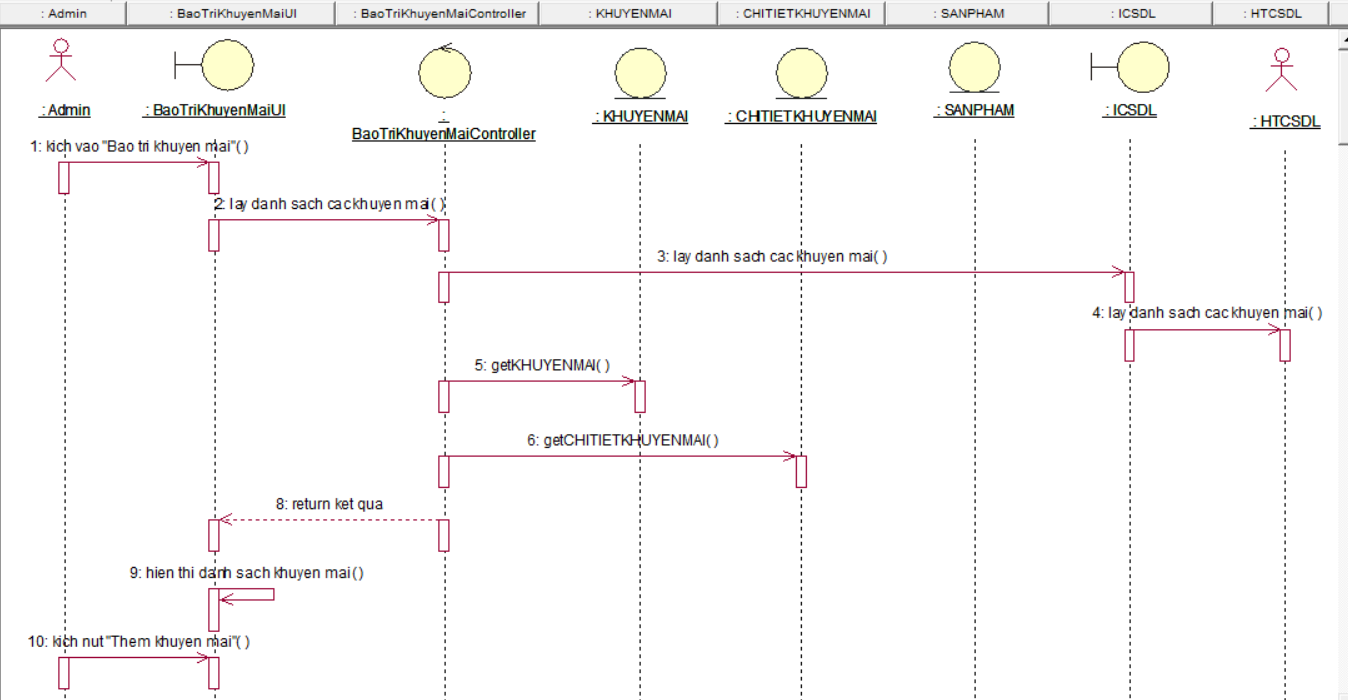 : Admin
: BaoTriKhuyenMaiUI
: BaoTriKhuyenMaiController
: KHUYENMAI
: CHITIETKHUYENMAI
: SANPHAM
: ICSDL
: HTCSDL
: Admin
: BaoTriKhuyenMaiUI
:
BaoTriKhuyenMaiController
: KHUYENMAI
: CHITIETKHUYENMAI
: SANPHAM
: ICSDL
: HTCSDL
1: kich vao "Bao tri khuyen mai"( )
2: lay danh sach cac khuyen mai( )
3: lay danh sach cac khuyen mai( )
4: lay danh sach cac khuyen mai( )
5: getKHUYENMAI( )
6: getCHITIETKHUYENMAI( )
8: return ket qua
9: hien thi danh sach khuyen mai( )
10: kich nut "Them khuyen mai"( )